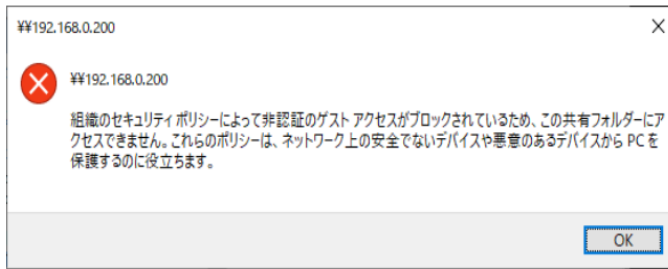 ¥¥192.168.0.200
¥¥192.168.0.200
組織のセキュリティ ポリシーによって非認証のゲスト アクセスがブロックされているため、この共有フォルダーにア
クセスできません。これらのポリシーは、ネットワーク上の安全でないデバイスや悪意のあるデバイスから PC を
保護するのに役立ちます。
OK